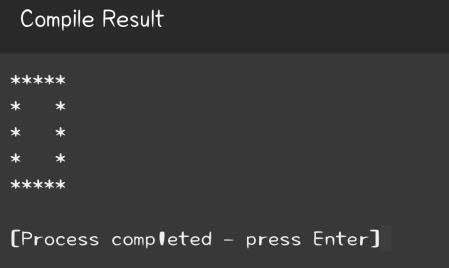 Compile Result
*****
*   *
*   *
*   *
*****
[Process completed - press Enter]